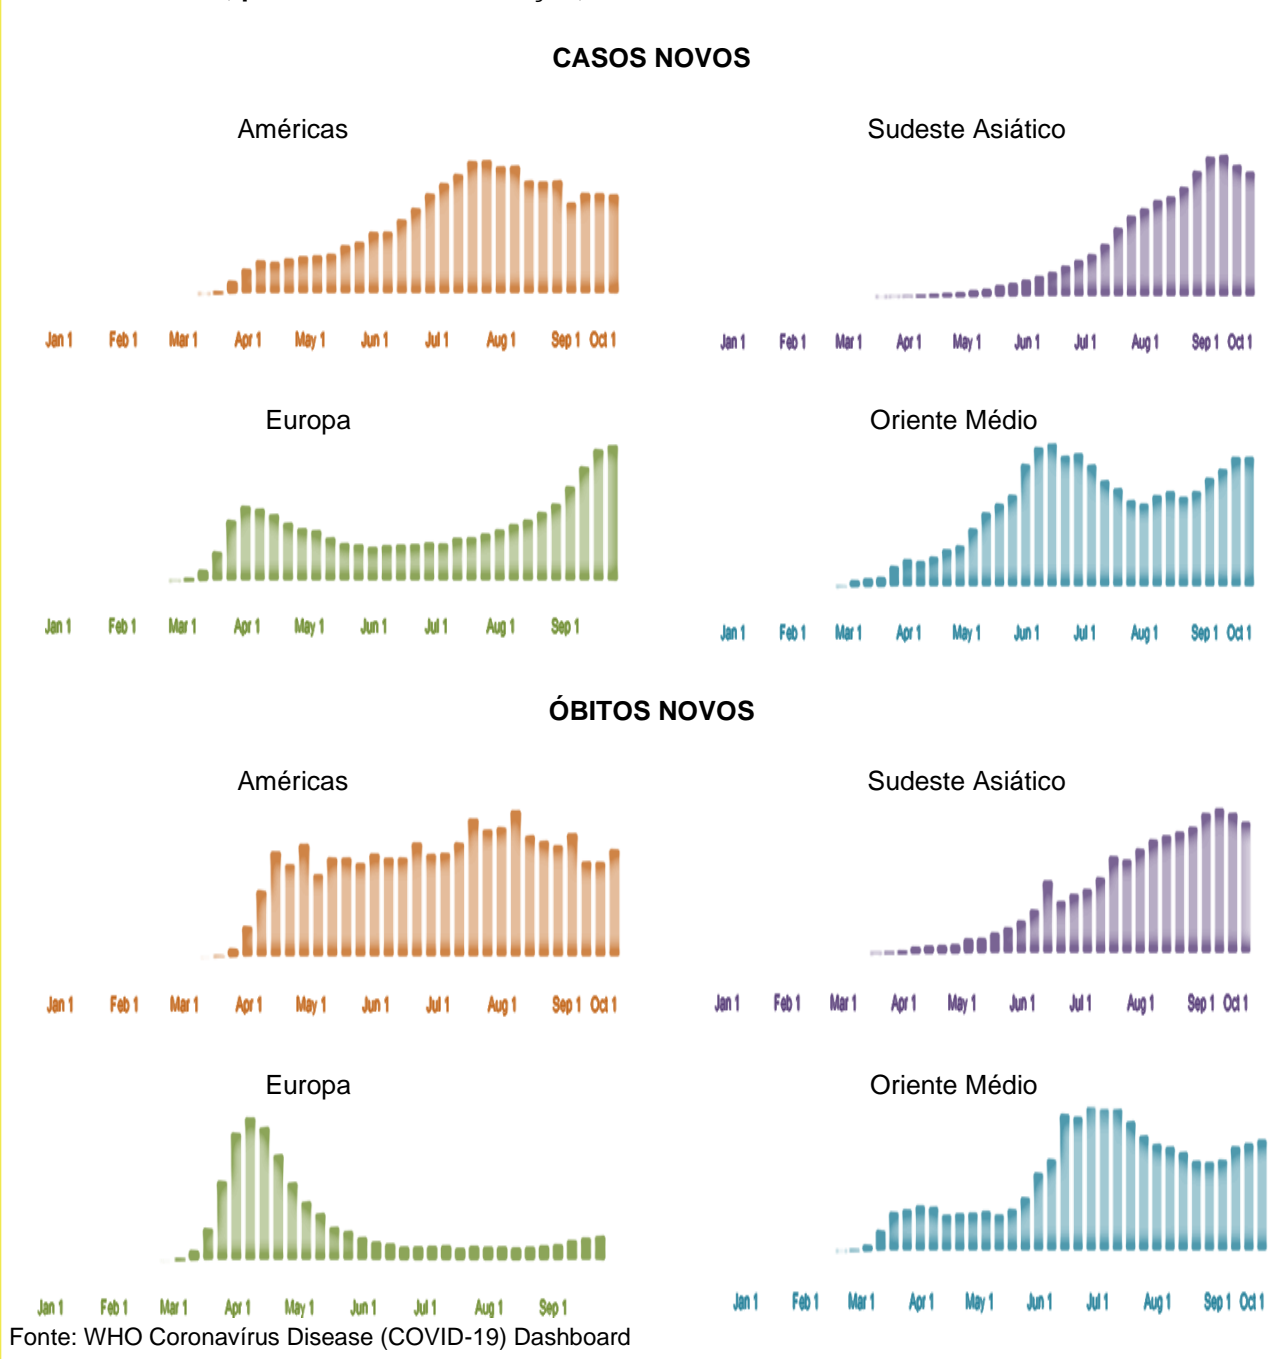 CASOS NOVOS
Américas
Sudeste Asiático
Jan 1 Feb 1 Mar 1 Apr 1 May 1 Jun 1 Jul 1 Aug 1 Sep 1 Oct 1
Jan 1 Feb 1 Mar 1 Apr 1 May 1 Jun 1 Jul 1 Aug 1 Sep 1 Oct 1
Europa
Oriente Médio
Jan 1 Feb 1 Mar 1 Apr 1 May 1 Jun 1 Jul 1 Aug 1 Sep 1
Jan 1 Feb 1 Mar 1 Apr 1 May 1 Jun 1 Jul 1 Aug 1 Sep 1 Oct 1
ÓBITOS NOVOS
Américas
Sudeste Asiático
Jan 1 Feb 1 Mar 1 Apr 1 May 1 Jun 1 Jul 1 Aug 1 Sep 1 Oct 1
Jan 1 Feb 1 Mar 1 Apr 1 May 1 Jun 1 Jul 1 Aug 1 Sep 1 Oct 1
Europa
Oriente Médio
Jan 1 Feb 1 Mar 1 Apr 1 May 1 Jun 1 Jul 1 Aug 1 Sep 1
Jan 1 Feb 1 Mar 1 Apr 1 May 1 Jun 1 Jul 1 Aug 1 Sep 1 Oct 1
Fonte: WHO Coronavírus Disease (COVID-19) Dashboard